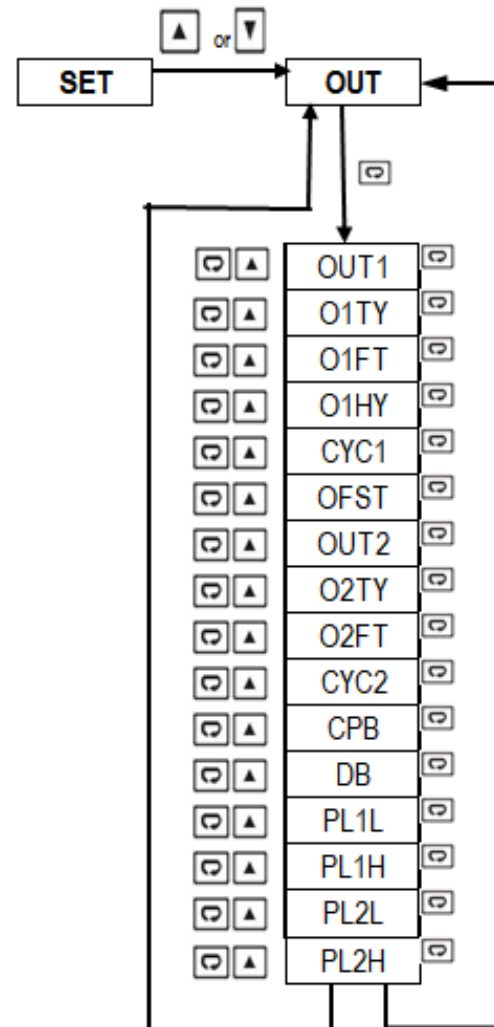 or
SET OUT
OUT1
O1TY
O1FT
O1HY
CYC1
OFST
OUT2
O2TY
O2FT
CYC2
CPB
DB
PL1L
PL1H
PL2L
PL2H